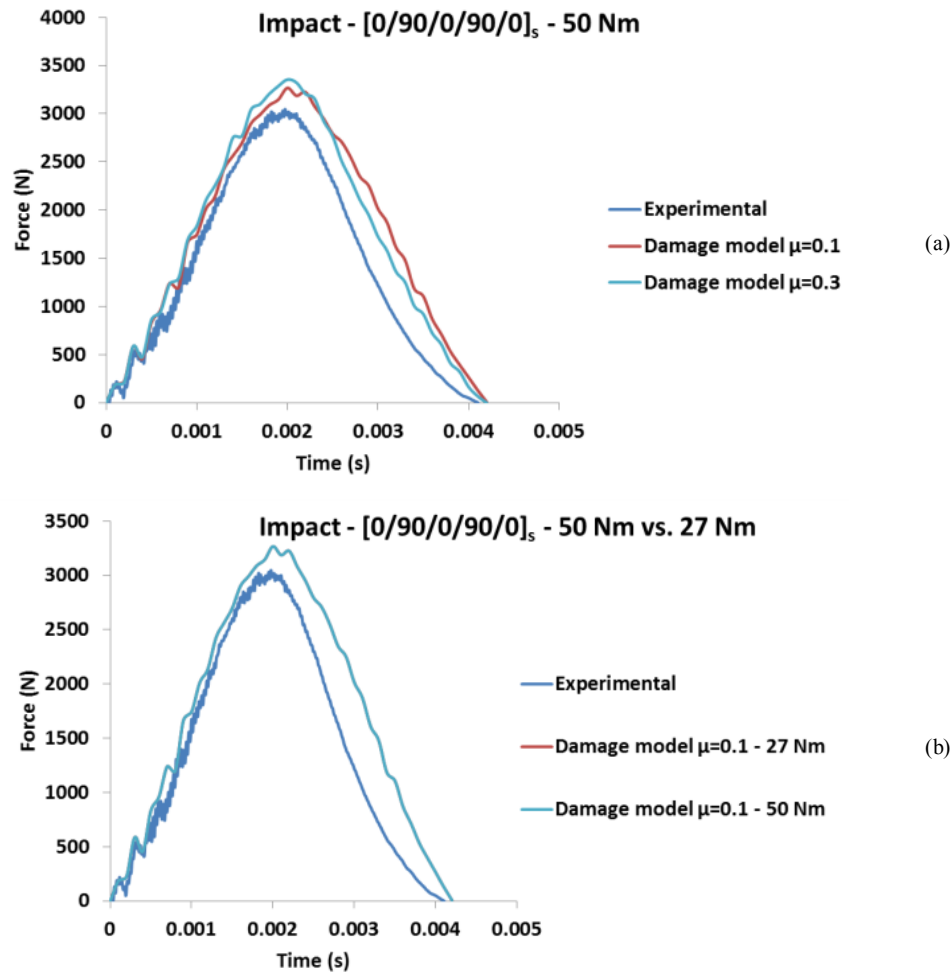 Impact - [0/90/0/90/0]s - 50 Nm
4000
3500
3000
2500
2000
1500
1000
500
0
Force (N)
0 0.001 0.002 0.003 0.004 0.005
Time (s)
Experimental
Damage model μ=0.1
Damage model μ=0.3
(a)
Impact - [0/90/0/90/0]s - 50 Nm vs. 27 Nm
3500
3000
2500
2000
1500
1000
500
0
Force (N)
0 0.001 0.002 0.003 0.004 0.005
Time (s)
Experimental
Damage model μ=0.1 - 27 Nm
Damage model μ=0.1 - 50 Nm
(b)